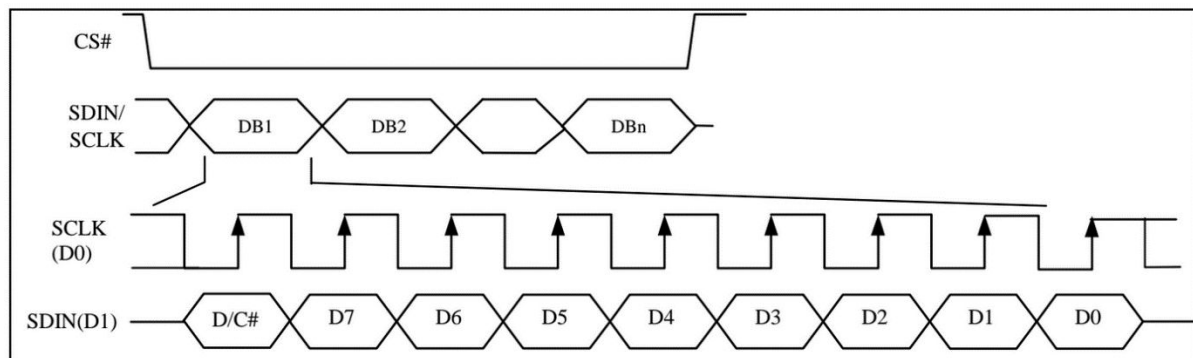 CS#
SDIN/
SCLK
DB1 DB2 DBn
SCLK
(D0)
SDIN(D1) D/C# D7 D6 D5 D4 D3 D2 D1 D0